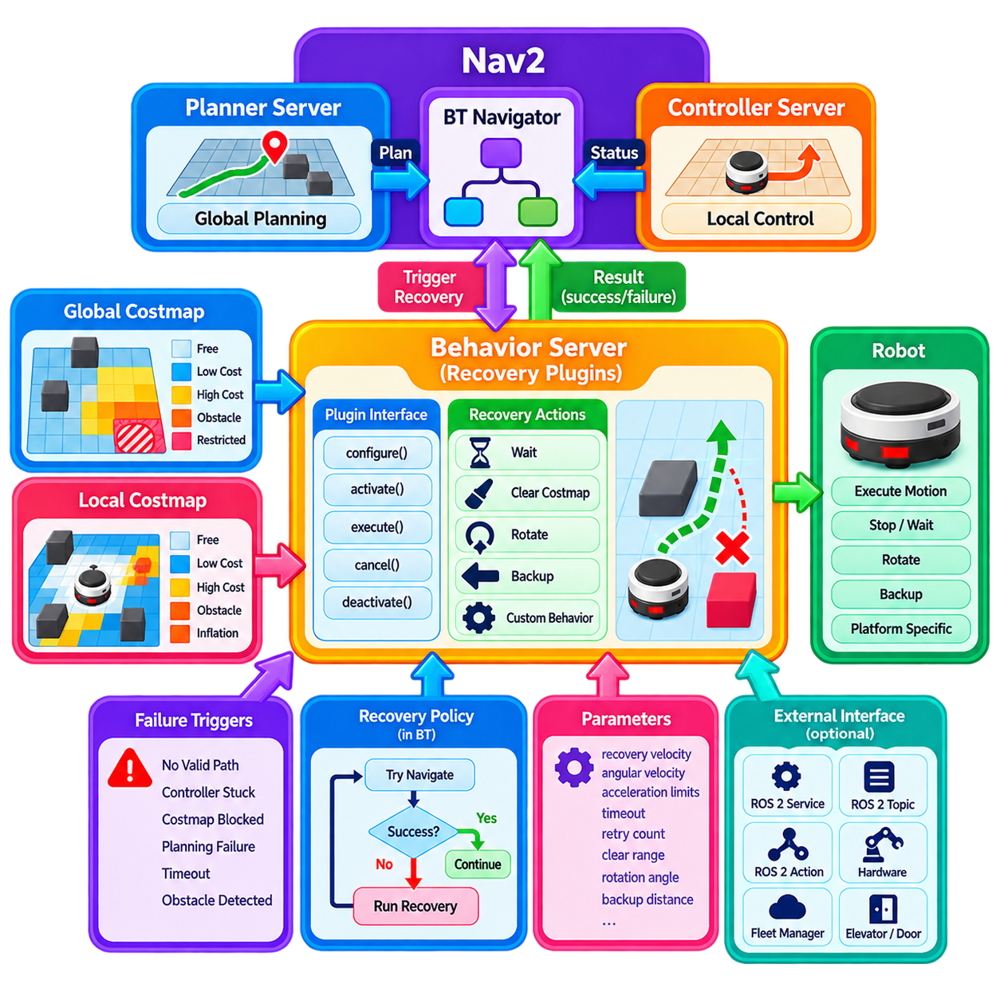 Nav2
Planner Server
Global Planning
Plan
BT Navigator
Status
Controller Server
Local Control
Trigger
Recovery
Result
(success/failure)
Global Costmap
Free
Low Cost
High Cost
Obstacle
Restricted
Local Costmap
Free
Low Cost
High Cost
Obstacle
Inflation
Behavior Server
(Recovery Plugins)
Plugin Interface
configure()
activate()
execute()
cancel()
deactivate()
Recovery Actions
Wait
Clear Costmap
Rotate
Backup
Custom Behavior
Robot
Execute Motion
Stop / Wait
Rotate
Backup
Platform Specific
Failure Triggers
No Valid Path
Controller Stuck
Costmap Blocked
Planning Failure
Timeout
Obstacle Detected
Recovery Policy
(in BT)
Try Navigate
Success?
Yes
No
Continue
Run Recovery
Parameters
recovery velocity
angular velocity
acceleration limits
timeout
retry count
clear range
rotation angle
backup distance
...
External Interface
(optional)
ROS 2 Service
ROS 2 Topic
ROS 2 Action
Hardware
Fleet Manager
Elevator / Door